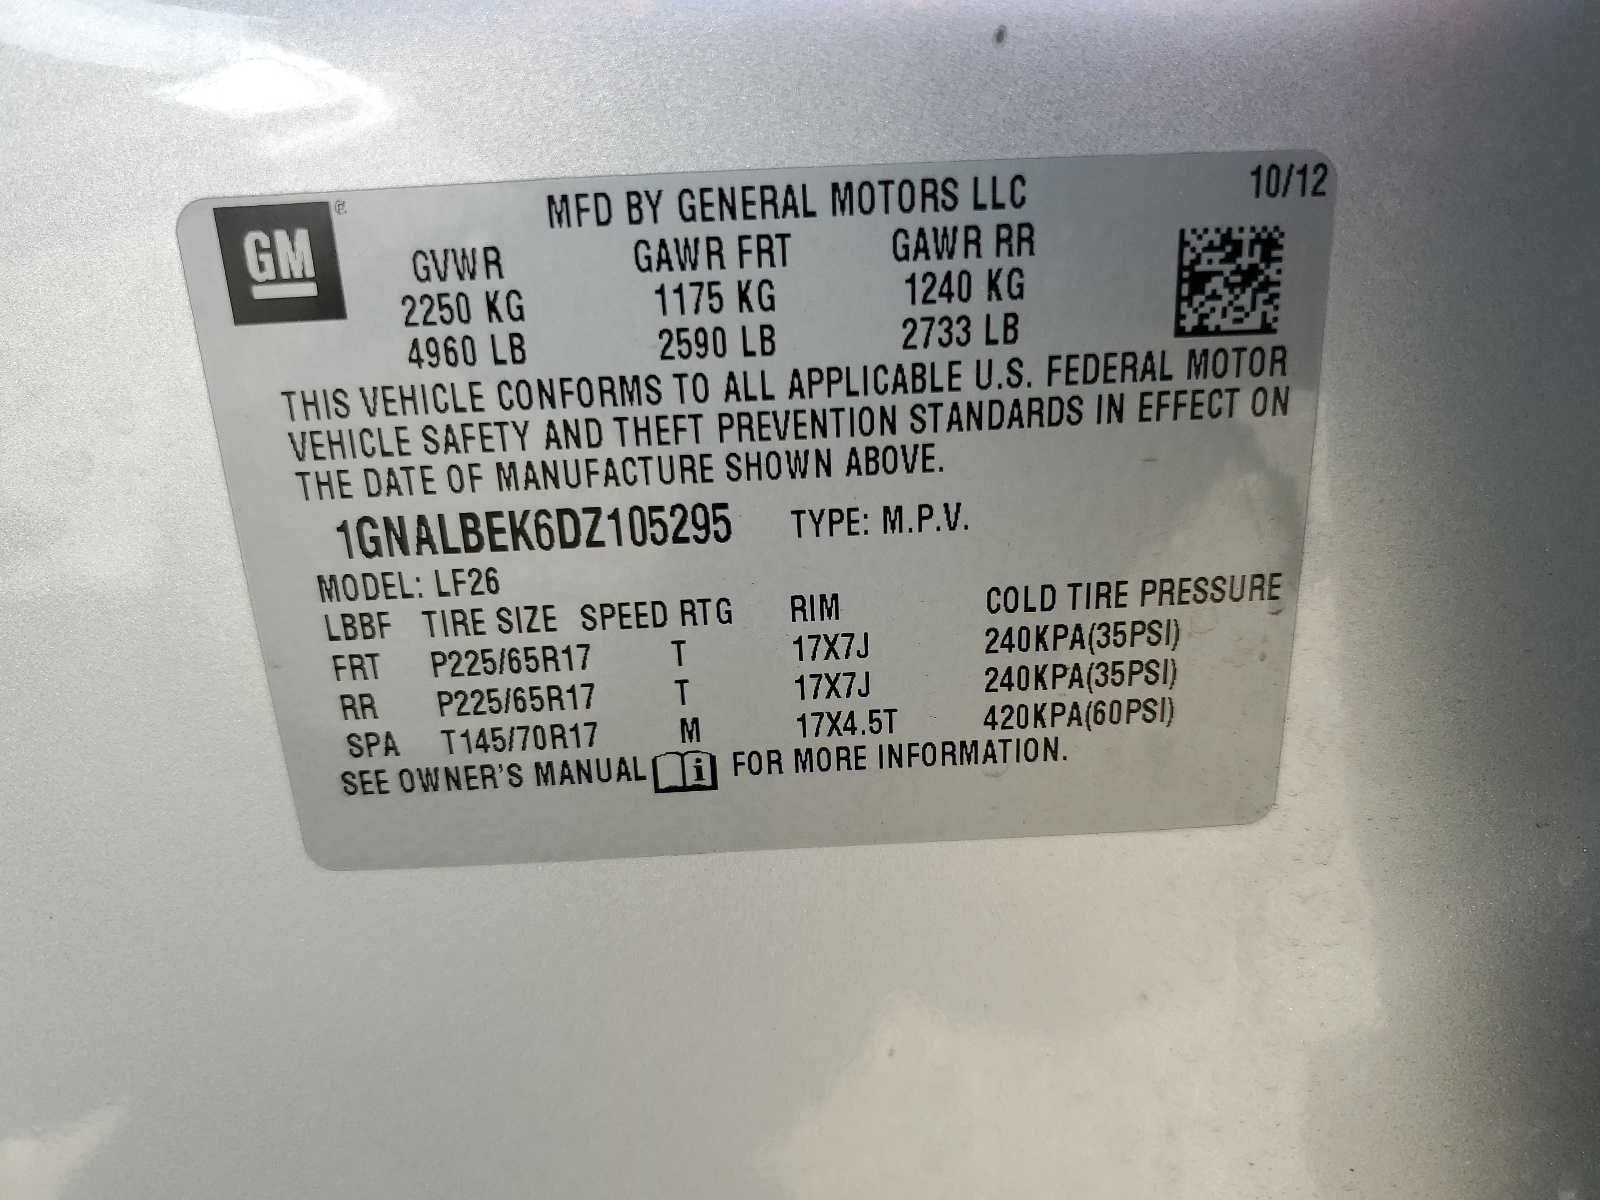 GM
MFD BY GENERAL MOTORS LLC 10/12
GVWR GAWR FRT GAWR RR
2250 KG 1175 KG 1240 KG
4960 LB 2590 LB 2733 LB
THIS VEHICLE CONFORMS TO ALL APPLICABLE U.S. FEDERAL MOTOR
VEHICLE SAFETY AND THEFT PREVENTION STANDARDS IN EFFECT ON
THE DATE OF MANUFACTURE SHOWN ABOVE.
1GNALBEK6DZ105295 TYPE: M.P.V.
MODEL: LF26
LBBF TIRE SIZE SPEED RTG RIM COLD TIRE PRESSURE
FRT P225/65R17 T 17X7J 240KPA(35PSI)
RR P225/65R17 T 17X7J 240KPA(35PSI)
SPA T145/70R17 M 17X4.5T 420KPA(60PSI)
SEE OWNER'S MANUAL i FOR MORE INFORMATION.